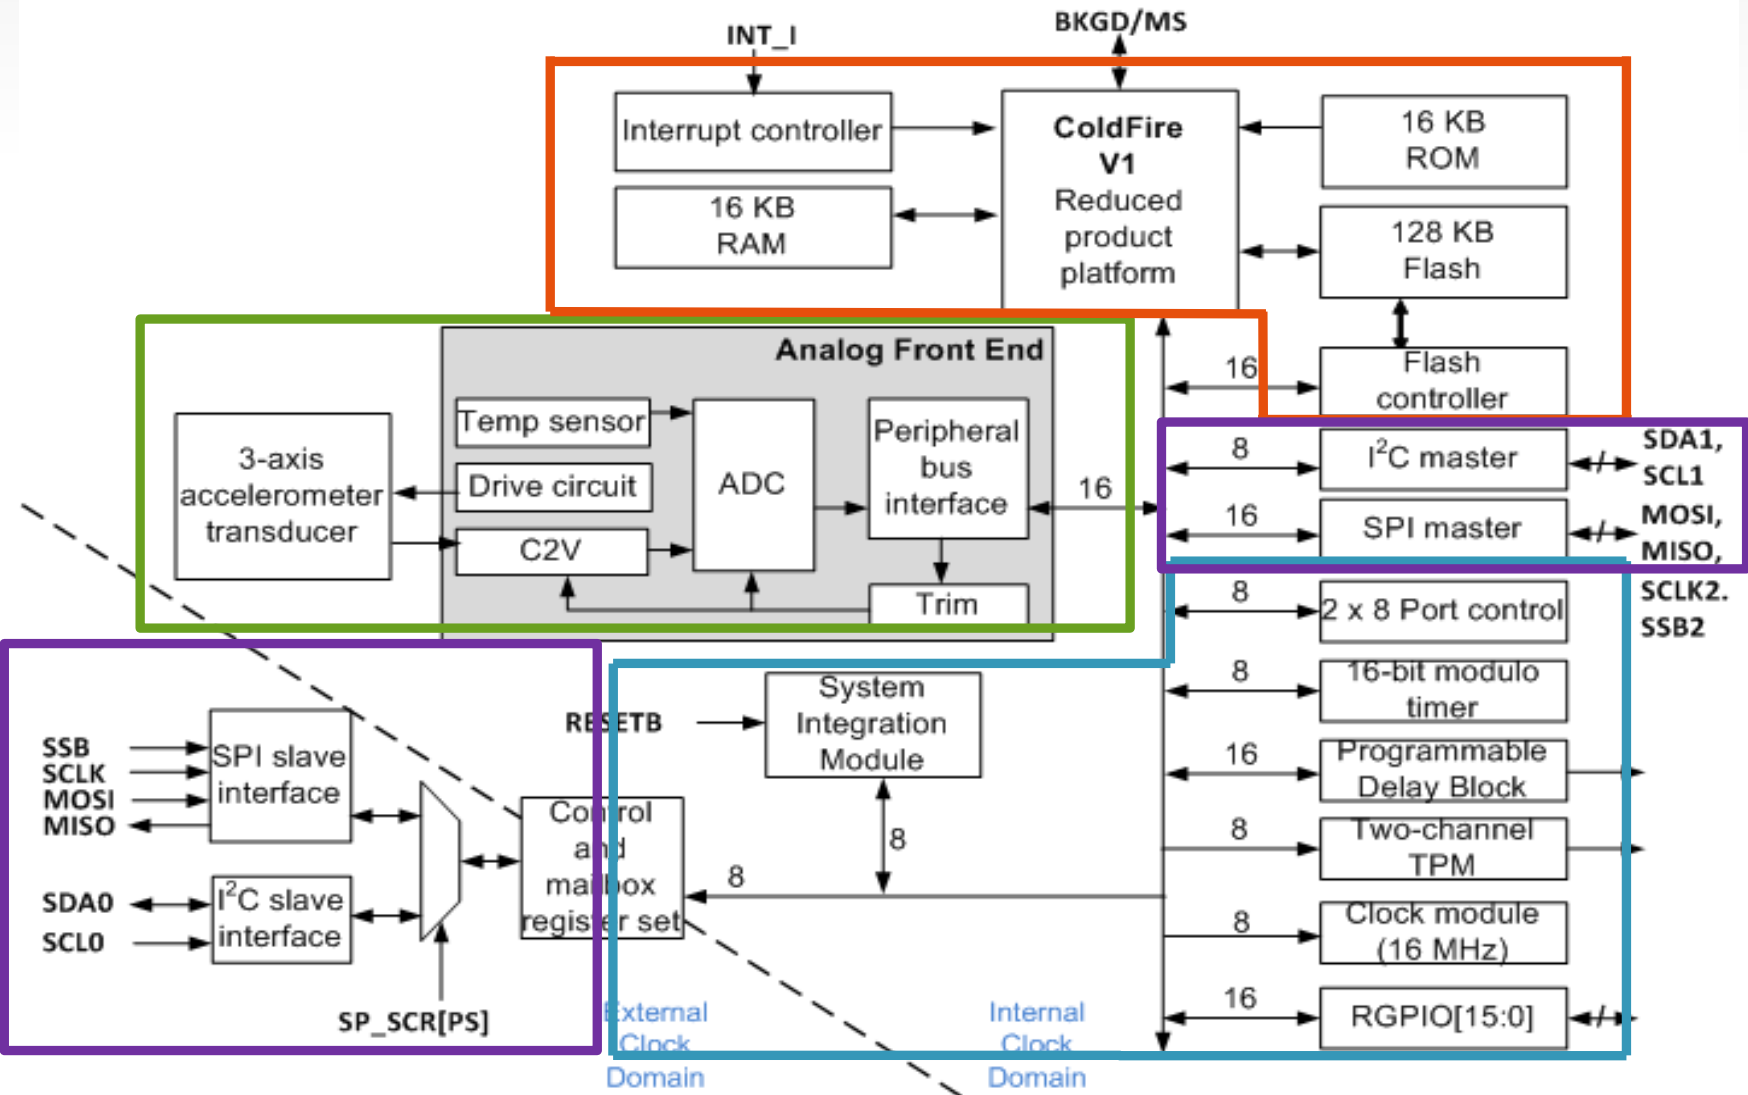 INT_I
BKGD/MS
Interrupt controller
16 KB
RAM
ColdFire
V1
Reduced
product
platform
16 KB
ROM
128 KB
Flash
Flash
controller
16
Analog Front End
3-axis
accelerometer
transducer
Temp sensor
Drive circuit
C2V
ADC
Peripheral
bus
interface
Trim
16
8
I²C master
SDA1,
SCL1
16
SPI master
MOSI,
MISO,
SCLK2.
SSB2
8
2 x 8 Port control
8
16-bit modulo
timer
16
Programmable
Delay Block
8
Two-channel
TPM
8
Clock module
(16 MHz)
16
RGPIO[15:0]
RESETB
System
Integration
Module
8
8
SSB
SCLK
MOSI
MISO
SPI slave
interface
SDA0
SCL0
I²C slave
interface
SP_SCR[PS]
Control
and
mailbox
register set
External
Clock
Domain
Internal
Clock
Domain